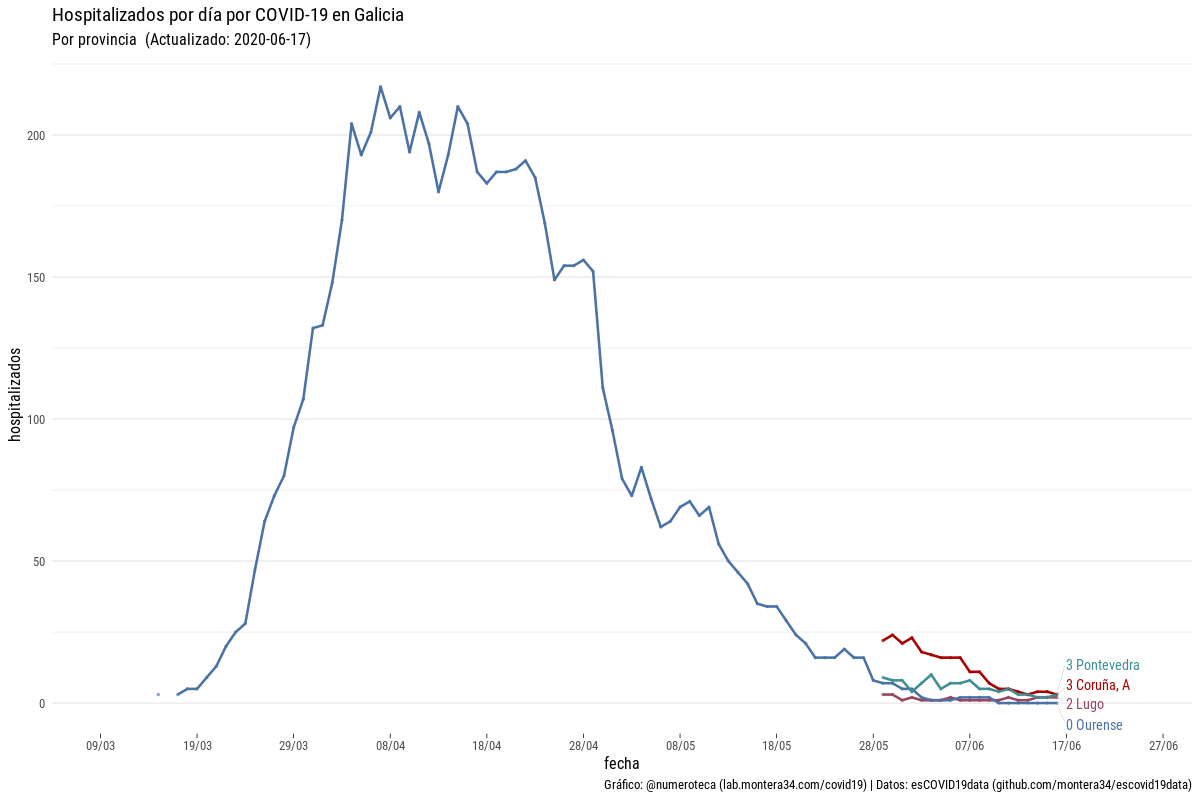 Hospitalizados por día por COVID-19 en Galicia
Por provincia  (Actualizado: 2020-06-17)
hospitalizados
200
150
100
50
0
3 Pontevedra
3 Coruña, A
2 Lugo
0 Ourense
09/03
19/03
29/03
08/04
18/04
28/04
08/05
18/05
28/05
07/06
17/06
27/06
fecha
Gráfico: @numeroteca (lab.montera34.com/covid19) | Datos: esCOVID19data (github.com/montera34/escovid19data)